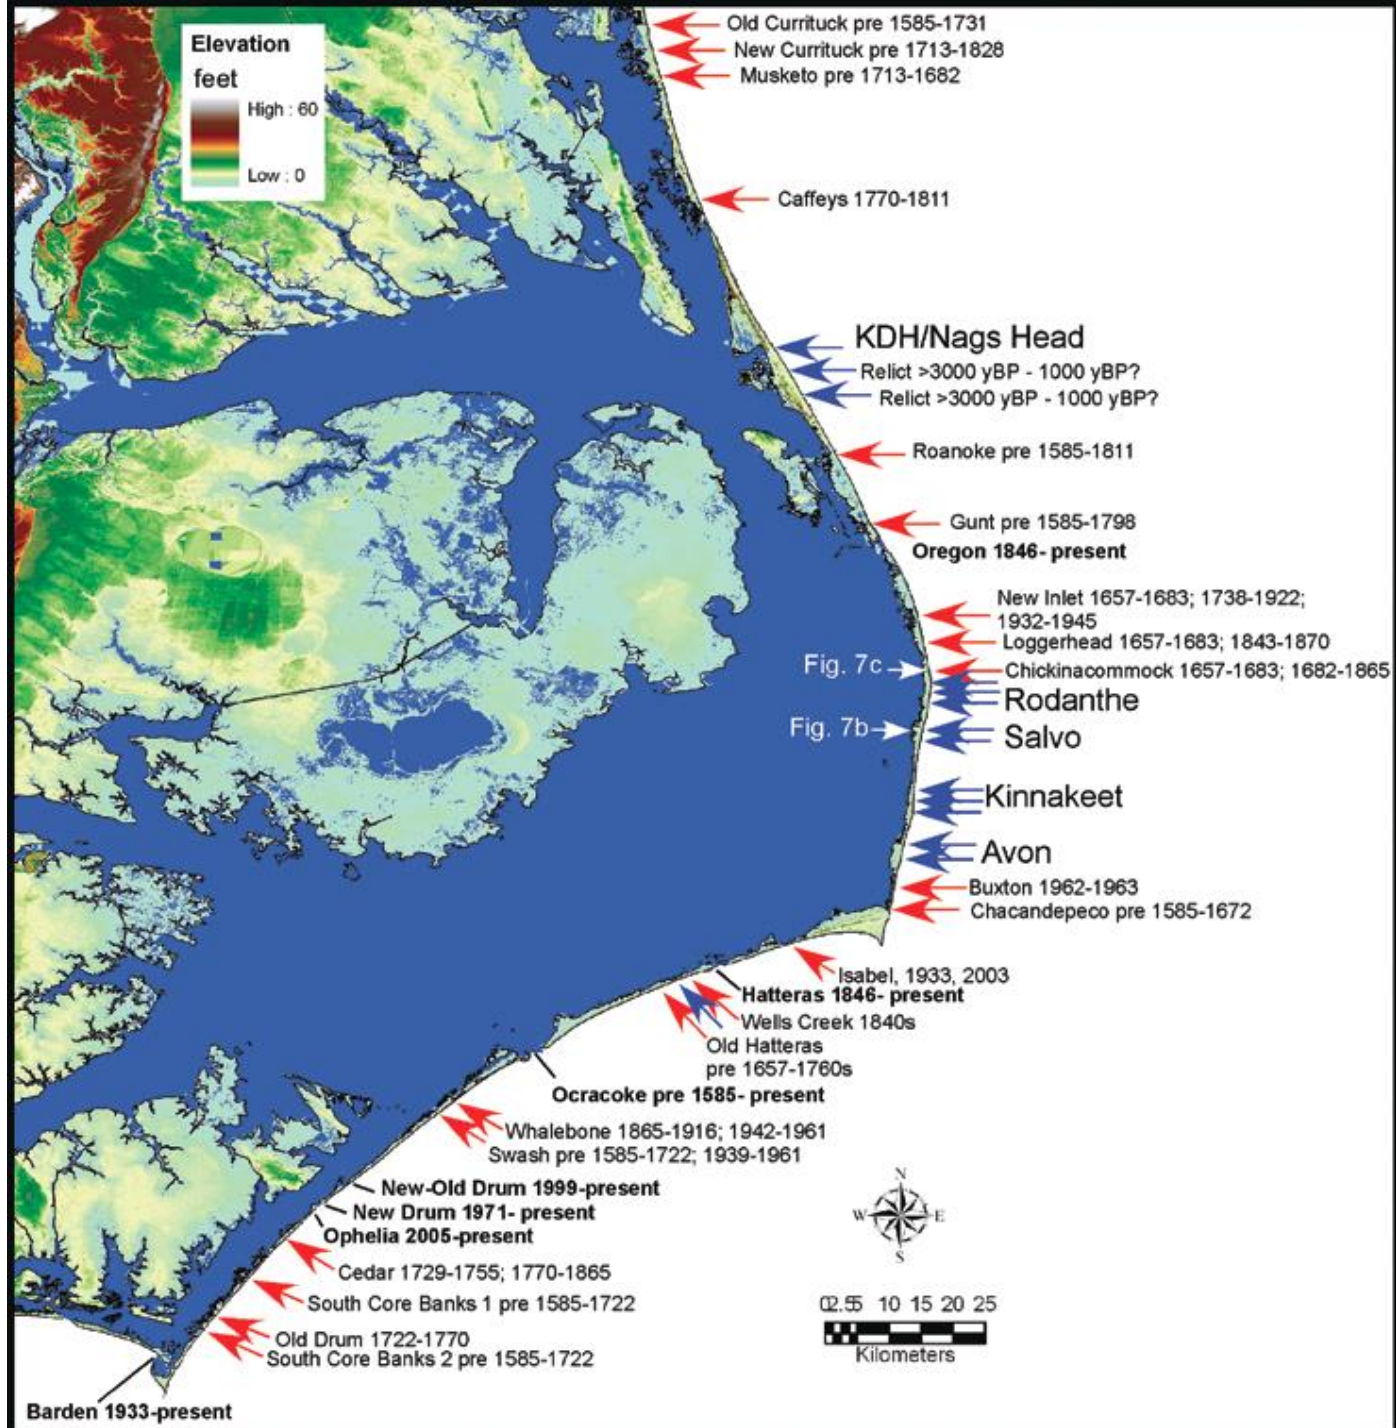 Elevation
feet
High : 60
Low : 0
Old Currituck pre 1585-1731
New Currituck pre 1713-1828
Musketo pre 1713-1682
Caffeys 1770-1811
KDH/Nags Head
Relict >3000 yBP - 1000 yBP?
Relict >3000 yBP - 1000 yBP?
Roanoke pre 1585-1811
Gunt pre 1585-1798
Oregon 1846- present
New Inlet 1657-1683; 1738-1922;
1932-1945
Loggerhead 1657-1683; 1843-1870
Fig. 7c
Chickinacommock 1657-1683; 1682-1865
Rodanthe
Fig. 7b
Salvo
Kinnakeet
Avon
Buxton 1962-1963
Chacandepeco pre 1585-1672
Isabel, 1933, 2003
Hatteras 1846- present
Wells Creek 1840s
Old Hatteras
pre 1657-1760s
Ocracoke pre 1585- present
Whalebone 1865-1916; 1942-1961
Swash pre 1585-1722; 1939-1961
New-Old Drum 1999-present
New Drum 1971- present
Ophelia 2005-present
Cedar 1729-1755; 1770-1865
South Core Banks 1 pre 1585-1722
Old Drum 1722-1770
South Core Banks 2 pre 1585-1722
Barden 1933-present
N
W E
S
0 2.5 5 10 15 20 25
Kilometers